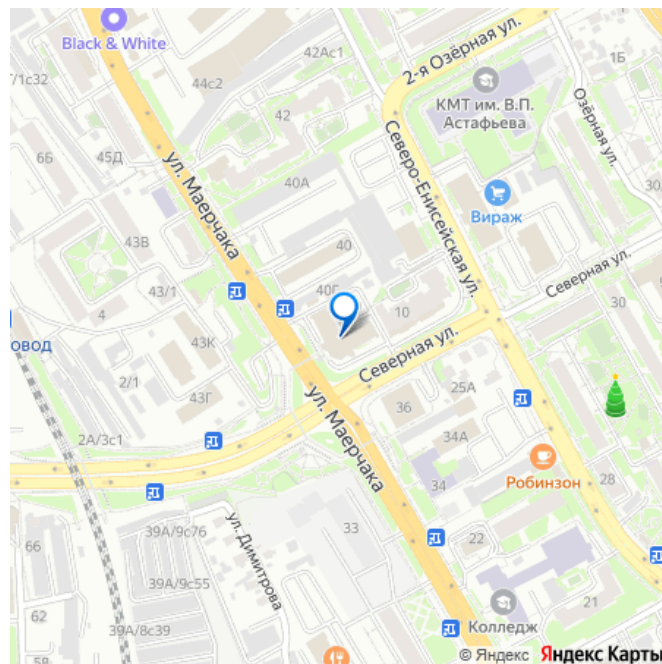 Black & White
42Ас1
2-я Озёрная ул.
1Б
/1с32
44с2
КМТ им. В.П.
Астафьева
42
Озёрная ул.
6Б
45Д
ул. Маерчака
Северо-Енисейская ул.
40А
30
Вираж
43В
40
Северная ул.
43/1
40Г
4
10
30
ОВОД
43К
Северная ул.
2/1
25А
43Г
ул. Маерчака
36
2А/3с1
34А
Робинзон
34
28
39А/9с76
ул. Димитрова
33
66
22
39А/9с55
62
21
39А/8с39
Колледж
58
© Яндекс Яндекс Карты